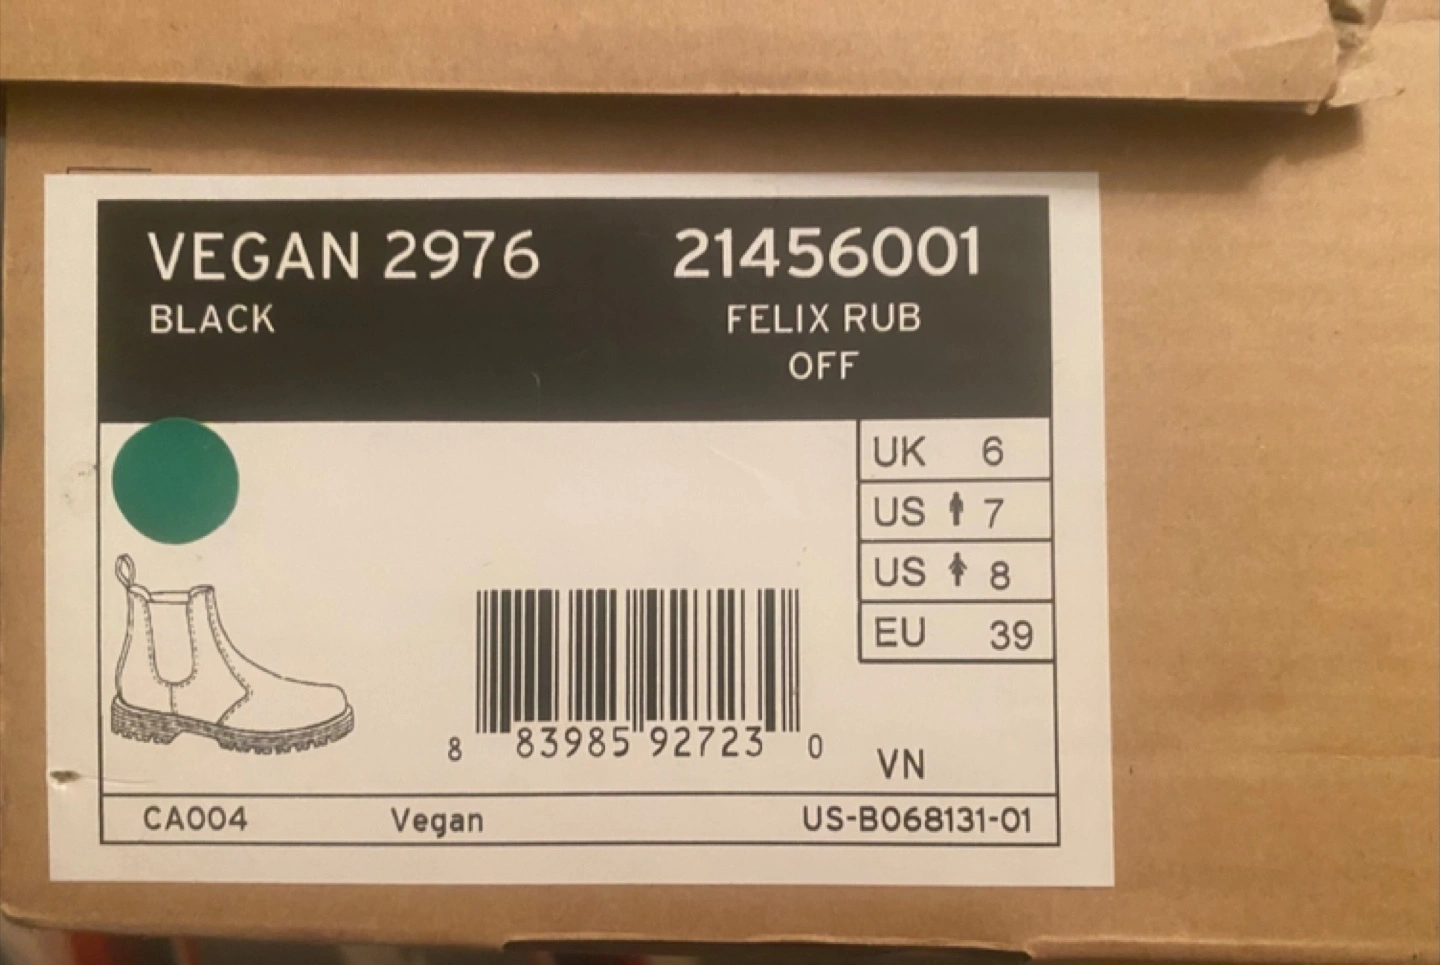 VEGAN 2976 21456001
BLACK FELIX RUB
OFF
UK 6
US 7
US 8
EU 39
8 83985 92723 0
VN
CA004 Vegan US-B068131-01